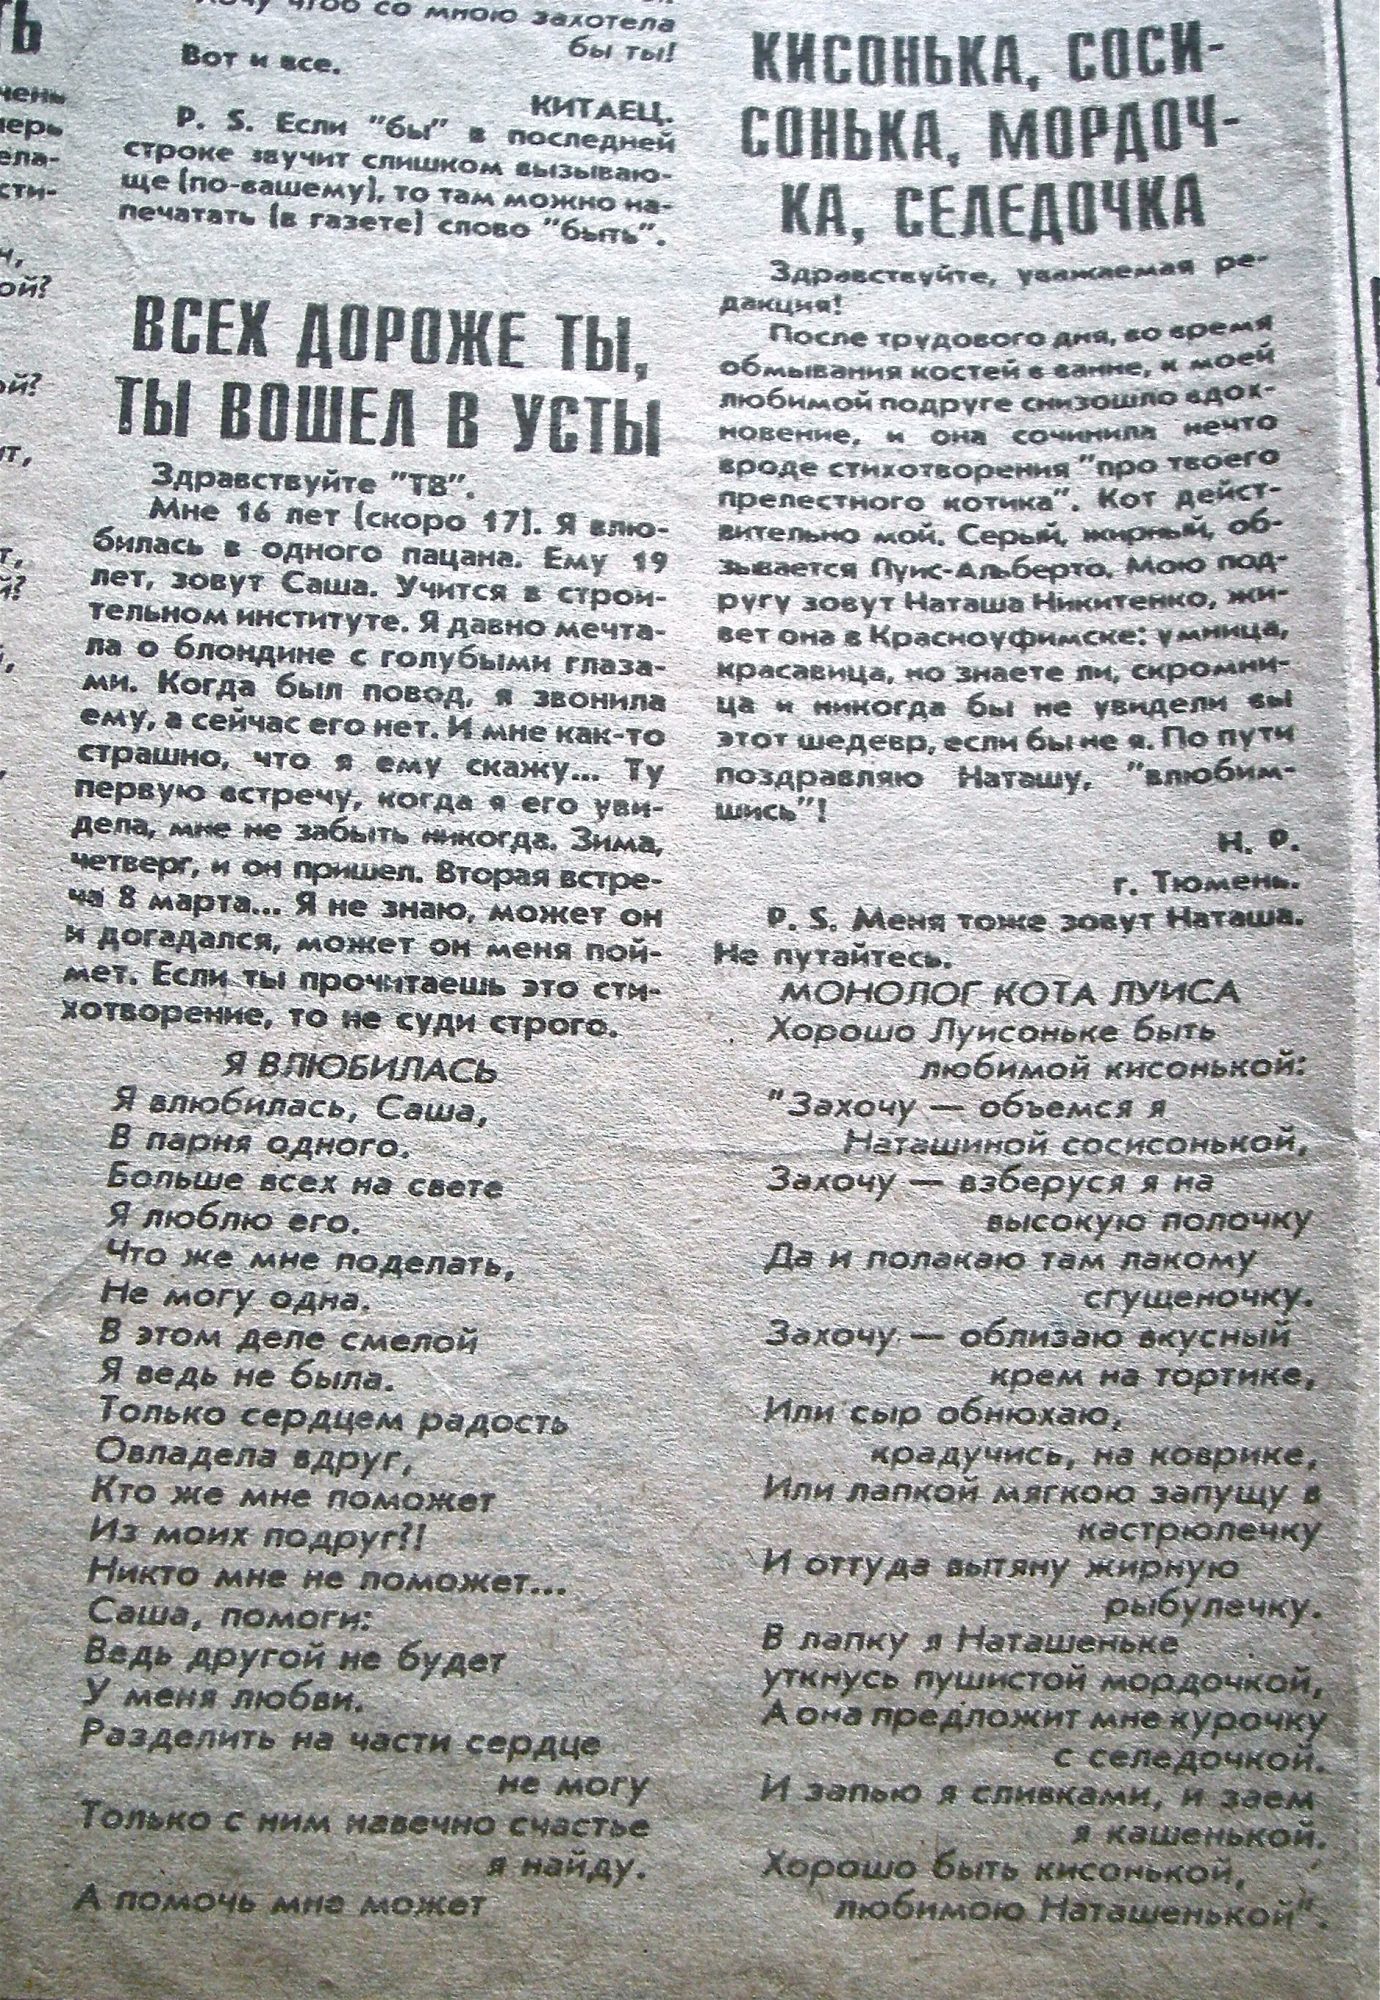 ТЬ
чень
перь
ела-
сти-
н,
ой?
ой?
ит,
т,
й?
й,
,
хочу чтоб со мною захотела
бы ты!
Вот и все.
КИТАЕЦ.
P. S. Если "бы" в последней
строке звучит слишком вызываю-
ще (по-вашему), то там можно на-
печатать (в газете) слово "быть".
ВСЕХ ДОРОЖЕ ТЫ,
ТЫ ВОШЕЛ В УСТЫ
Здравствуйте "ТВ".
Мне 16 лет (скоро 17). Я влю-
билась в одного пацана. Ему 19
лет, зовут Саша. Учится в строи-
тельном институте. Я давно мечта-
ла о блондине с голубыми глаза-
ми. Когда был повод, я звонила
ему, а сейчас его нет. И мне как-то
страшно, что я ему скажу... Ту
первую встречу, когда я его уви-
дела, мне не забыть никогда. Зима,
четверг, и он пришел. Вторая встре-
ча 8 марта... Я не знаю, может он
и догадался, может он меня пой-
мет. Если ты прочитаешь это сти-
хотворение, то не суди строго.
Я ВЛЮБИЛАСЬ
Я влюбилась, Саша,
В парня одного.
Больше всех на свете
Я люблю его.
Что же мне поделать,
Не могу одна.
В этом деле смелой
Я ведь не была.
Только сердцем радость
Овладела вдруг,
Кто же мне поможет
Из моих подруг?!
Никто мне не поможет...
Саша, помоги:
Ведь другой не будет
У меня любви.
Разделить на части сердце
не могу
Только с ним навечно счастье
я найду.
А помочь мне может
КИСОНЬКА, СОСИ-
СОНЬКА, МОРДОЧ-
КА, СЕЛЕДОЧКА
Здравствуйте, уважаемая ре-
дакция!
После трудового дня, во время
обмывания костей в ванне, к моей
любимой подруге снизошло вдох-
новение, и она сочинила нечто
вроде стихотворения "про твоего
прелестного котика". Кот дейст-
вительно мой. Серый, жирный, об-
зывается Луис-Альберто. Мою под-
ругу зовут Наташа Никитенко, жи-
вет она в Красноуфимске: умница,
красавица, но знаете ли, скромни-
ца и никогда бы не увидели вы
этот шедевр, если бы не я. По пути
поздравляю Наташу, "влюбим-
шись"!
Н. Р.
г. Тюмень.
P. S. Меня тоже зовут Наташа.
Не путайтесь.
МОНОЛОГ КОТА ЛУИСА
Хорошо Луисоньке быть
любимой кисонькой:
"Захочу — объемся я
Наташиной сосисонькой,
Захочу — взберуся я на
высокую полочку
Да и полакаю там лакому
сгущеночку.
Захочу — облизаю вкусный
крем на тортике,
Или сыр обнюхаю,
крадучись, на коврике,
Или лапкой мягкою запущу в
кастрюлечку
И оттуда вытяну жирную
рыбулечку.
В лапку я Наташеньке
уткнусь пушистой мордочкой,
А она предложит мне курочку
с селедочкой.
И запью я сливками, и заем
я кашенькой.
Хорошо быть кисонькой,
любимою Наташенькой".